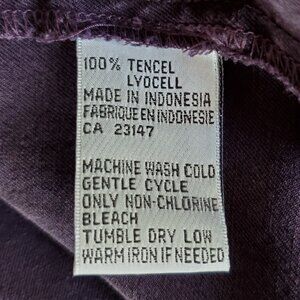 100% TENCEL
LYOCELL
MADE IN INDONESIA
FABRIQUE EN INDONESIE
CA 23147
MACHINE WASH COLD
GENTLE CYCLE
ONLY NON-CHLORINE
BLEACH
TUMBLE DRY LOW
WARM IRON IF NEEDED